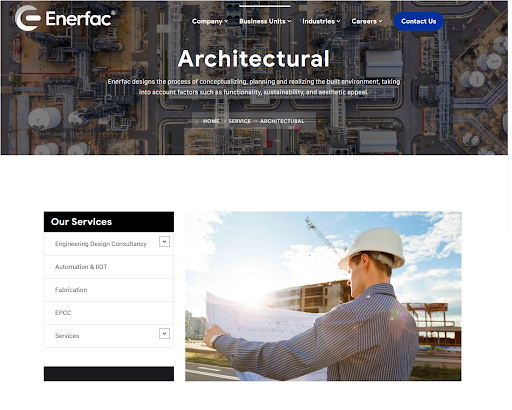 Enerfac®
Company Business Units Industries Careers Contact Us
Architectural
Enerfac designs the process of conceptualizing, planning and realizing the built environment, taking
into account factors such as functionality, sustainability, and aesthetic appeal.
HOME → SERVICE → ARCHITECTURAL
Our Services
Engineering Design Consultancy
Automation & IIOT
Fabrication
EPCC
Services